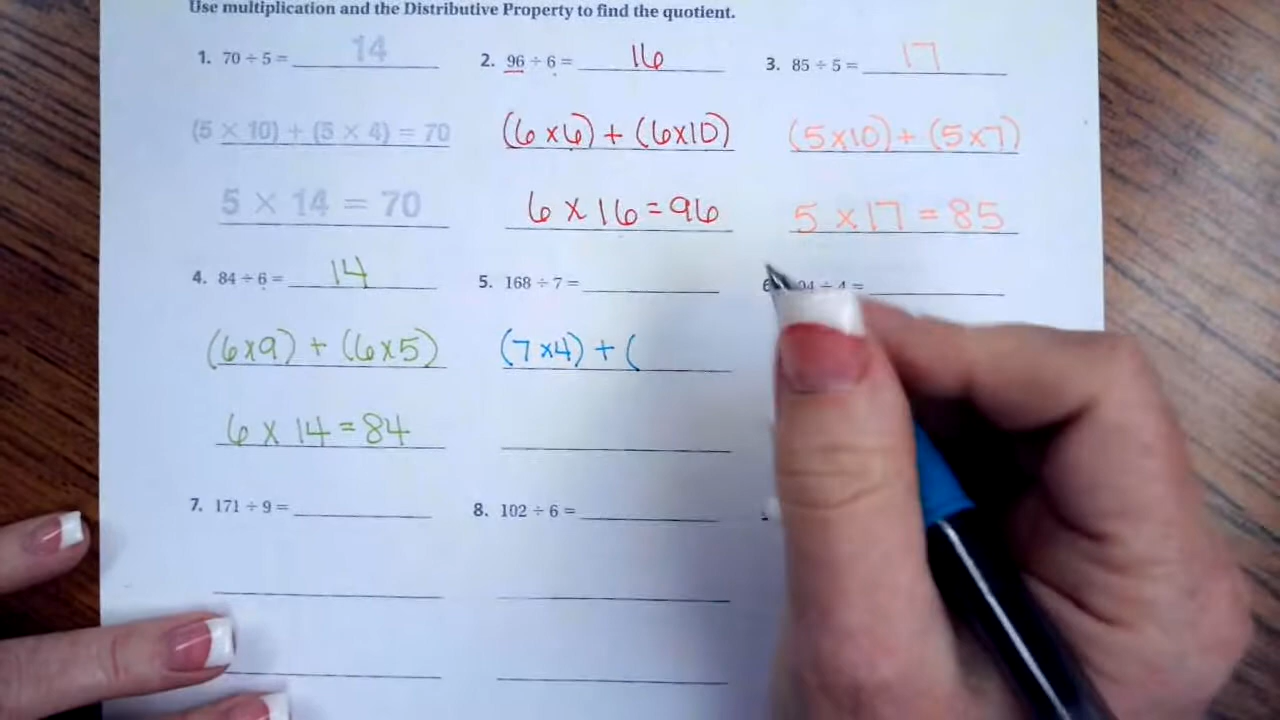 Use multiplication and the Distributive Property to find the quotient.
1. 70 ÷ 5 = 14
2. 96 ÷ 6 = 16
3. 85 ÷ 5 = 17
(5 × 10) + (5 × 4) = 70
(6 x 6) + (6x10)
(5x10) + (5x7)
5 × 14 = 70
6 x 16 = 96
5 x 17 = 85
4. 84 ÷ 6 = 14
5. 168 ÷ 7 =
÷ 4 =
(6x9) + (6x5)
(7x4) + (
6 x 14 = 84
7. 171 ÷ 9 =
8. 102 ÷ 6 =